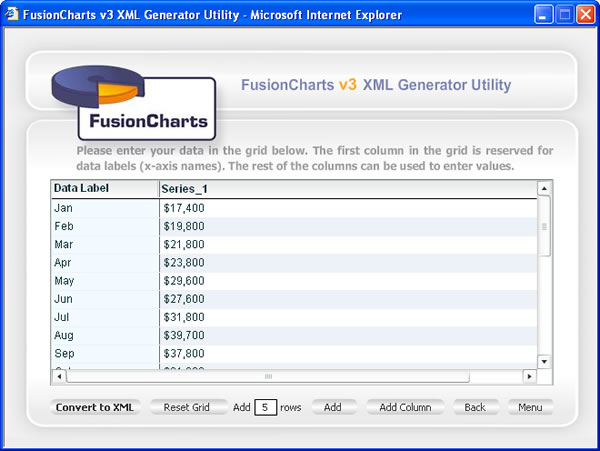 FusionCharts v3 XML Generator Utility - Microsoft Internet Explorer
FusionCharts
FusionCharts v3 XML Generator Utility
Please enter your data in the grid below. The first column in the grid is reserved for
data labels (x-axis names). The rest of the columns can be used to enter values.
Data Label Series_1
Jan $17,400
Feb $19,800
Mar $21,800
Apr $23,800
May $29,600
Jun $27,600
Jul $31,800
Aug $39,700
Sep $37,800
Convert to XML Reset Grid Add 5 rows Add Add Column Back Menu